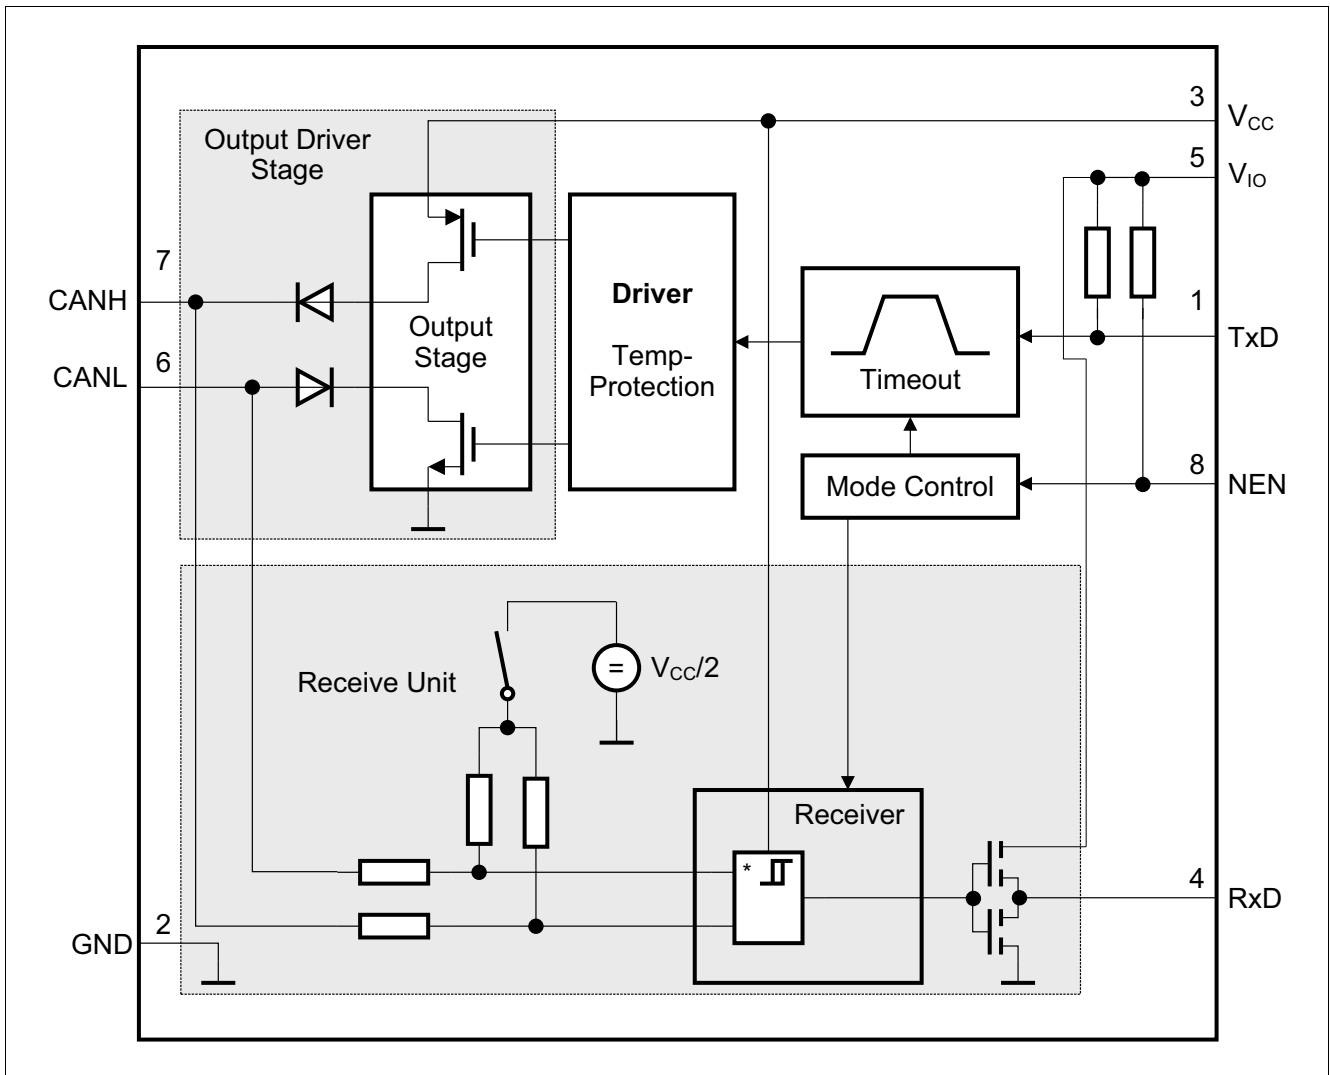 3
VCC
Output Driver
Stage
5
VIO
7
CANH
Driver
1
Output
Stage
TxD
6
CANL
Temp-
Protection
Timeout
8
Mode Control
NEN
Receive Unit
=
VCC/2
Receiver
*
4
RxD
2
GND